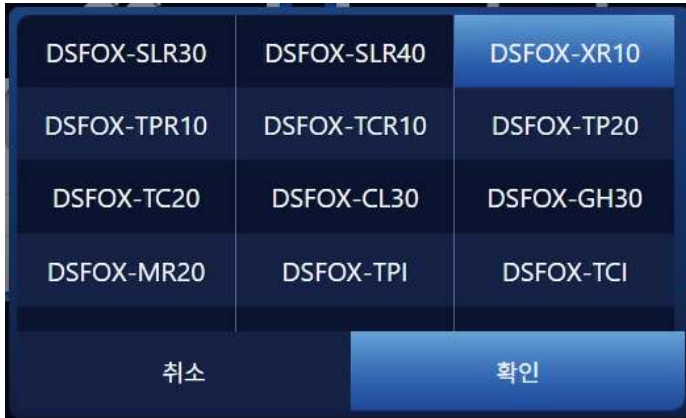 DSFOX-SLR30 DSFOX-SLR40 DSFOX-XR10
DSFOX-TPR10 DSFOX-TCR10 DSFOX-TP20
DSFOX-TC20 DSFOX-CL30 DSFOX-GH30
DSFOX-MR20 DSFOX-TPI DSFOX-TCI
취소 확인